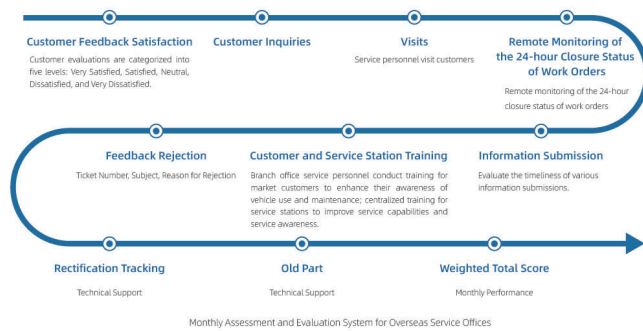 Customer Feedback Satisfaction
Customer evaluations are categorized into
five levels: Very Satisfied, Satisfied, Neutral,
Dissatisfied, and Very Dissatisfied.
Customer Inquiries
Visits
Service personnel visit customers
Remote Monitoring of
the 24-hour Closure Status
of Work Orders
Remote monitoring of the 24-hour
closure status of work orders
Feedback Rejection
Ticket Number, Subject, Reason for Rejection
Customer and Service Station Training
Branch office service personnel conduct training for
market customers to enhance their awareness of
vehicle use and maintenance; centralized training for
service stations to improve service capabilities and
service awareness.
Information Submission
Evaluate the timeliness of various
information submissions.
Rectification Tracking
Technical Support
Old Part
Technical Support
Weighted Total Score
Monthly Performance
Monthly Assessment and Evaluation System for Overseas Service Offices